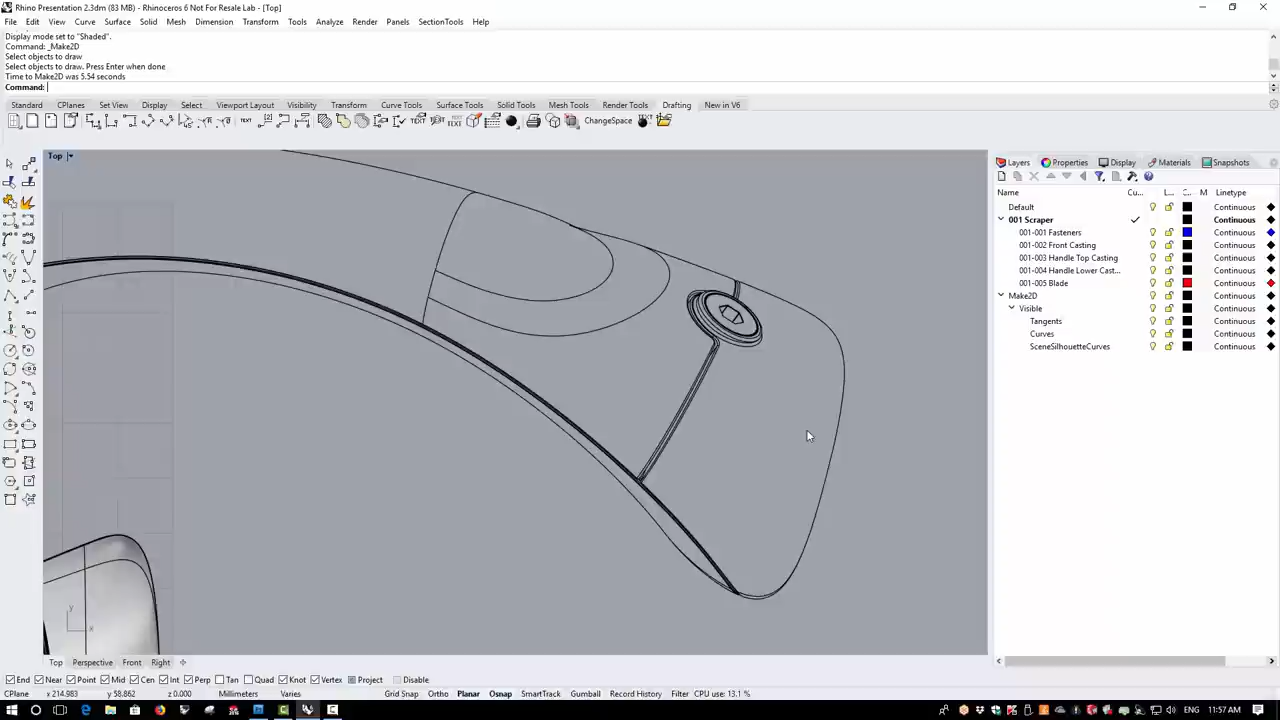 Rhino Presentation 2.3dm (83 MB) - Rhinoceros 6 Not For Resale Lab - [Top]
File Edit View Curve Surface Solid Mesh Dimension Transform Tools Analyze Render Panels SectionTools Help
Display mode set to "Shaded".
Command: _Make2D
Select objects to draw
Select objects to draw. Press Enter when done
Time to Make2D was 5.54 seconds
Command:
Standard CPlanes Set View Display Select Viewport Layout Visibility Transform Curve Tools Surface Tools Solid Tools Mesh Tools Render Tools Drafting New in V6
ChangeSpace
Top
Layers Properties Display Materials Snapshots
Name Cu... L... C... M Linetype
Default Continuous
001 Scraper Continuous
001-001 Fasteners Continuous
001-002 Front Casting Continuous
001-003 Handle Top Casting Continuous
001-004 Handle Lower Cast... Continuous
001-005 Blade Continuous
Make2D Continuous
Visible Continuous
Tangents Continuous
Curves Continuous
SceneSilhouetteCurves Continuous
y
x
Top Perspective Front Right
End Near Point Mid Cen Int Perp Tan Quad Knot Vertex Project Disable
CPlane x 214.983 y 58.862 z 0.000 Millimeters Varies Grid Snap Ortho Planar Osnap SmartTrack Gumball Record History Filter CPU use: 13.1 %
ENG 11:57 AM